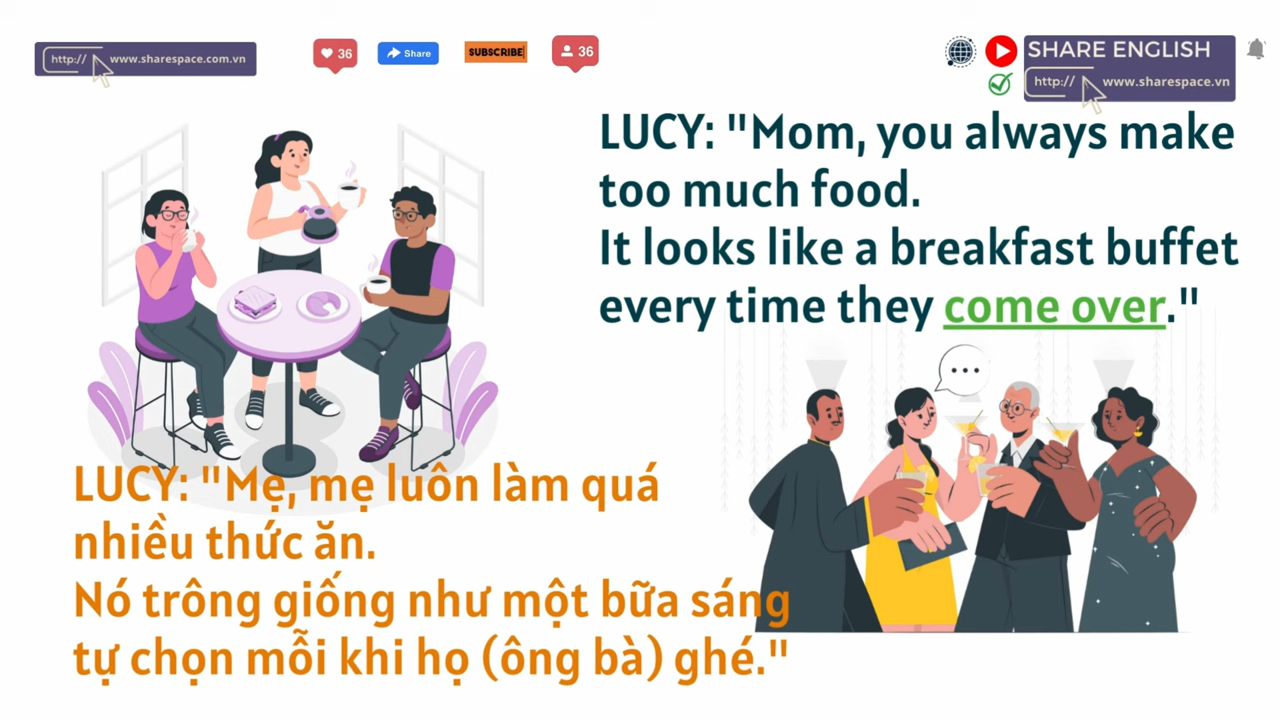 http:// www.sharespace.com.vn
36
Share
SUBSCRIBE
36
SHARE ENGLISH
http:// www.sharespace.vn
LUCY: "Mom, you always make
too much food.
It looks like a breakfast buffet
every time they come over."
LUCY: "Mẹ, mẹ luôn làm quá
nhiều thức ăn.
Nó trông giống như một bữa sáng
tự chọn mỗi khi họ (ông bà) ghé."